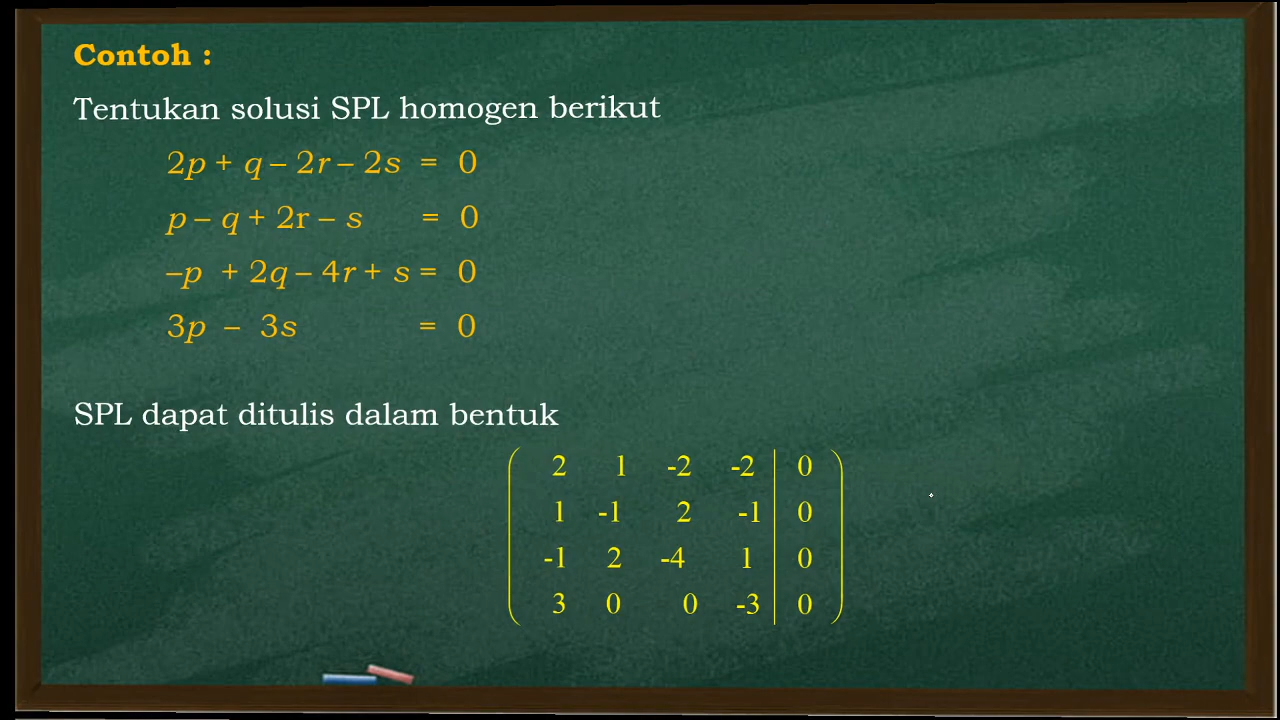 Contoh :
Tentukan solusi SPL homogen berikut
2p + q – 2r – 2s = 0
p – q + 2r – s = 0
–p + 2q – 4r + s = 0
3p – 3s = 0
SPL dapat ditulis dalam bentuk
2 1 -2 -2 0
1 -1 2 -1 0
-1 2 -4 1 0
3 0 0 -3 0